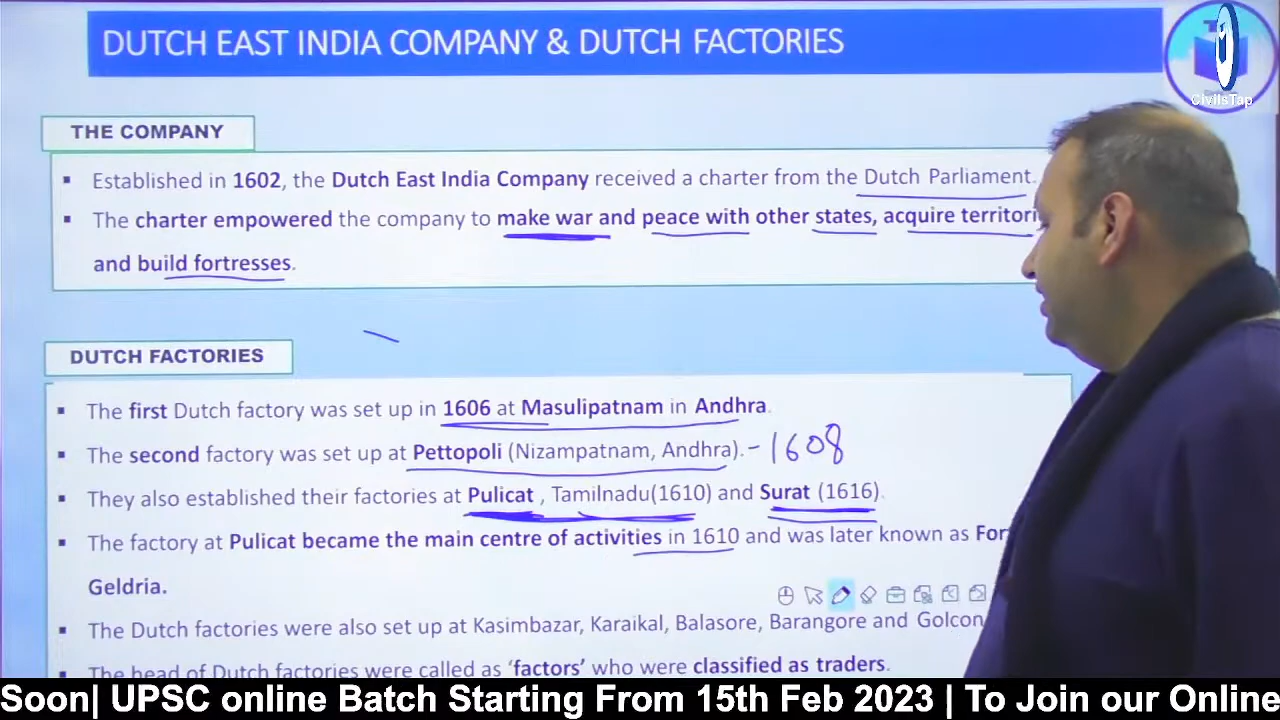 DUTCH EAST INDIA COMPANY & DUTCH FACTORIES
CivilsTap
THE COMPANY
▪ Established in 1602, the Dutch East India Company received a charter from the Dutch Parliament.
▪ The charter empowered the company to make war and peace with other states, acquire territori
and build fortresses.
DUTCH FACTORIES
▪ The first Dutch factory was set up in 1606 at Masulipatnam in Andhra.
▪ The second factory was set up at Pettopoli (Nizampatnam, Andhra). - 1608
▪ They also established their factories at Pulicat , Tamilnadu(1610) and Surat (1616).
▪ The factory at Pulicat became the main centre of activities in 1610 and was later known as For
Geldria.
▪ The Dutch factories were also set up at Kasimbazar, Karaikal, Balasore, Barangore and Golcon
▪ The head of Dutch factories were called as ‘factors’ who were classified as traders.
Soon| UPSC online Batch Starting From 15th Feb 2023 | To Join our Online